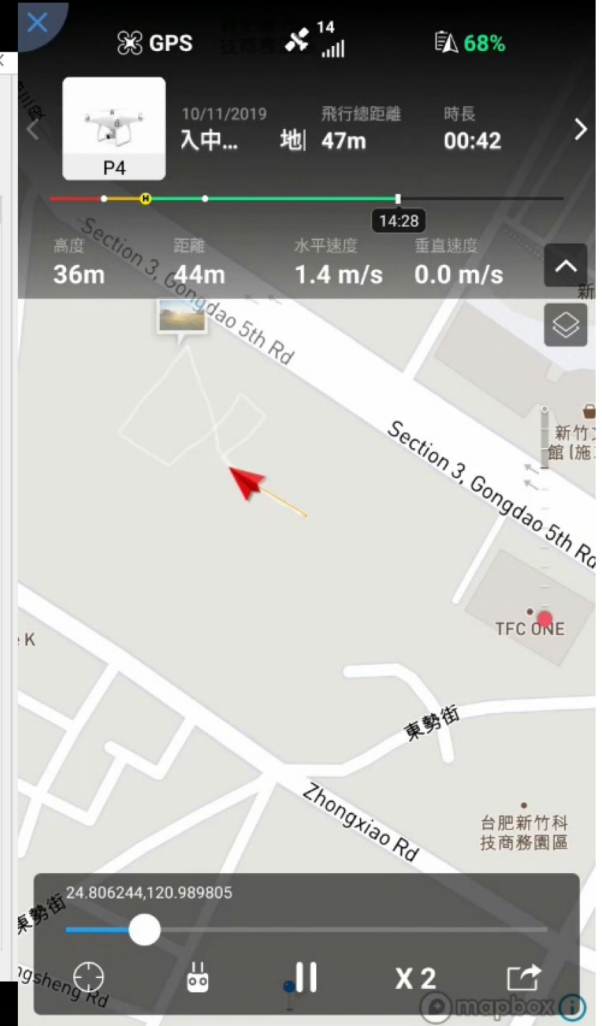 GPS
14
68%
10/11/2019
飛行總距離
時長
入中...
地
47m
00:42
P4
14:28
高度
距離
水平速度
垂直速度
36m
44m
1.4 m/s
0.0 m/s
Section 3, Gongdao 5th Rd
Section 3, Gongdao 5th Rd
TFC ONE
K
東勢街
Zhongxiao Rd
台肥新竹科
技商務園區
24.806244,120.989805
東勢街
X 2
mapbox